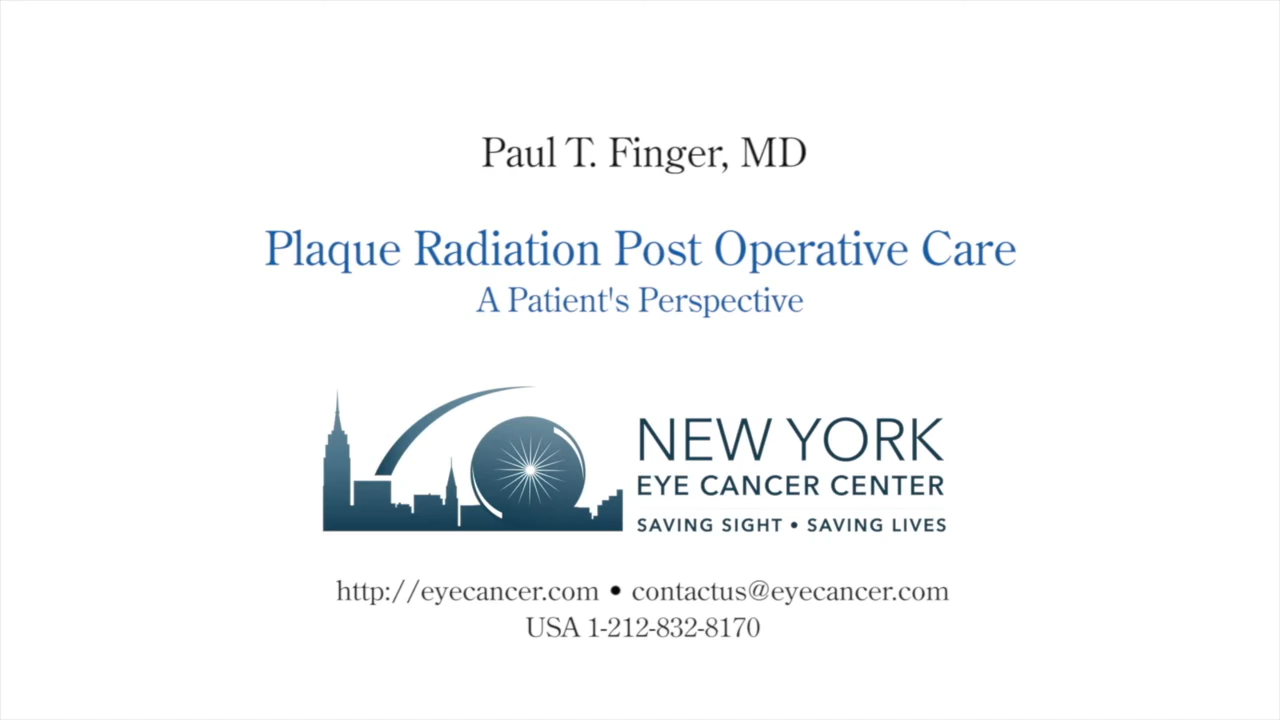 Paul T. Finger, MD
Plaque Radiation Post Operative Care
A Patient's Perspective
NEW YORK
EYE CANCER CENTER
SAVING SIGHT • SAVING LIVES
http://eyecancer.com • contactus@eyecancer.com
USA 1-212-832-8170